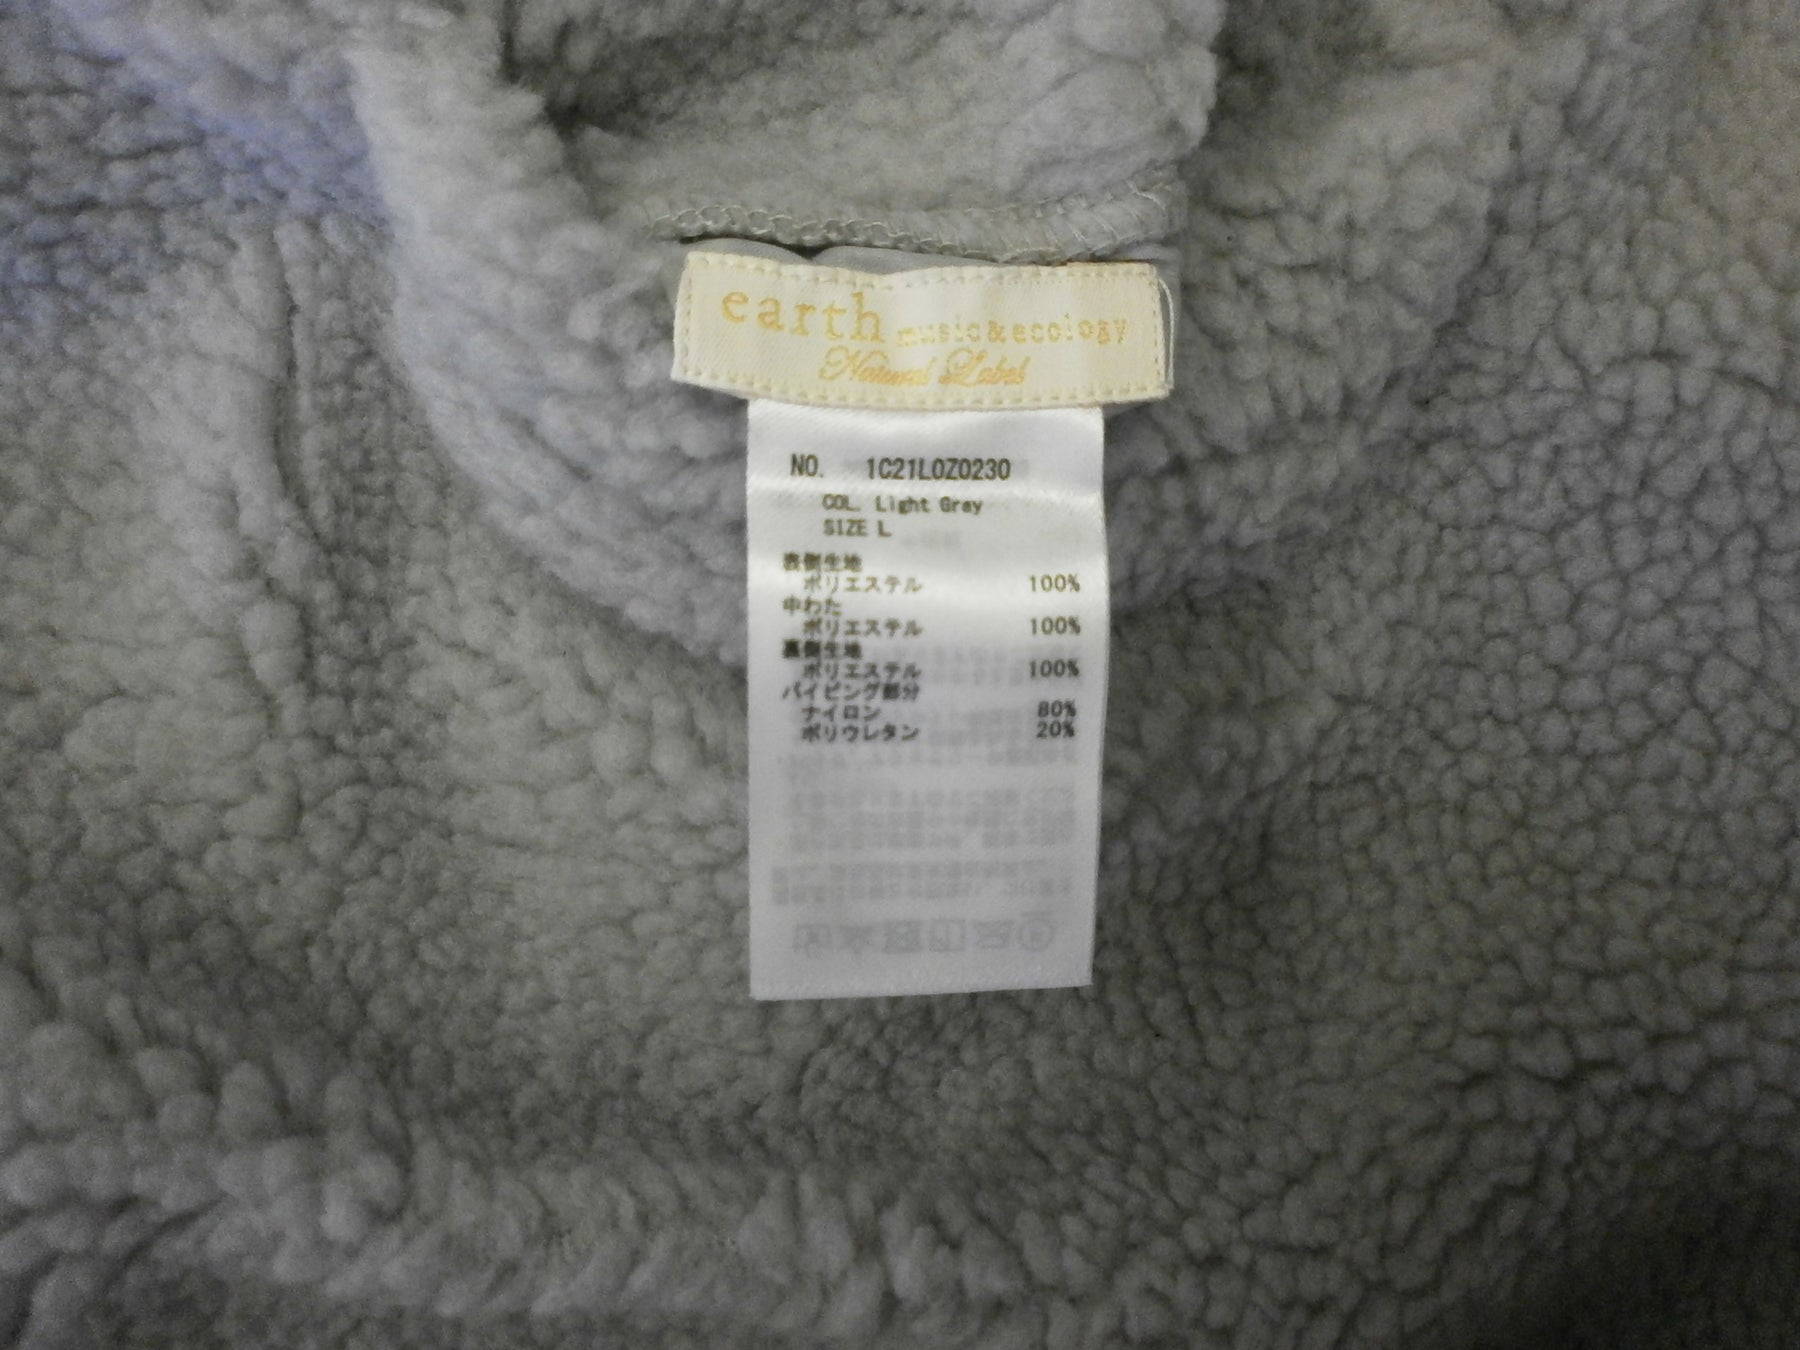 earth music&ecology
Natural Label
NO. 1C21L0Z0230
COL. Light Gray
SIZE L
表側生地
ポリエステル 100%
中わた
ポリエステル 100%
裏側生地
ポリエステル 100%
パイピング部分
ナイロン 80%
ポリウレタン 20%